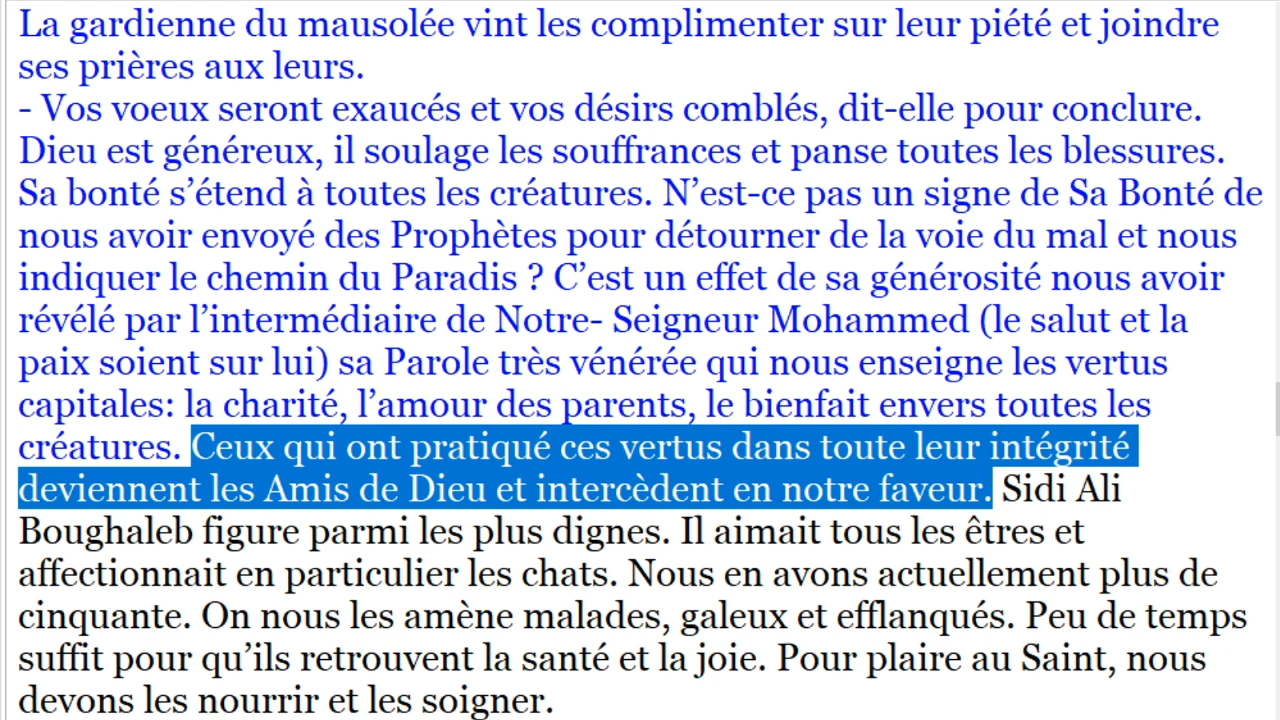 La gardienne du mausolée vint les complimenter sur leur piété et joindre
ses prières aux leurs.
- Vos voeux seront exaucés et vos désirs comblés, dit-elle pour conclure.
Dieu est généreux, il soulage les souffrances et panse toutes les blessures.
Sa bonté s’étend à toutes les créatures. N’est-ce pas un signe de Sa Bonté de
nous avoir envoyé des Prophètes pour détourner de la voie du mal et nous
indiquer le chemin du Paradis ? C’est un effet de sa générosité nous avoir
révélé par l’intermédiaire de Notre- Seigneur Mohammed (le salut et la
paix soient sur lui) sa Parole très vénérée qui nous enseigne les vertus
capitales: la charité, l’amour des parents, le bienfait envers toutes les
créatures. Ceux qui ont pratiqué ces vertus dans toute leur intégrité
deviennent les Amis de Dieu et intercèdent en notre faveur. Sidi Ali
Boughaleb figure parmi les plus dignes. Il aimait tous les êtres et
affectionnait en particulier les chats. Nous en avons actuellement plus de
cinquante. On nous les amène malades, galeux et efflanqués. Peu de temps
suffit pour qu’ils retrouvent la santé et la joie. Pour plaire au Saint, nous
devons les nourrir et les soigner.